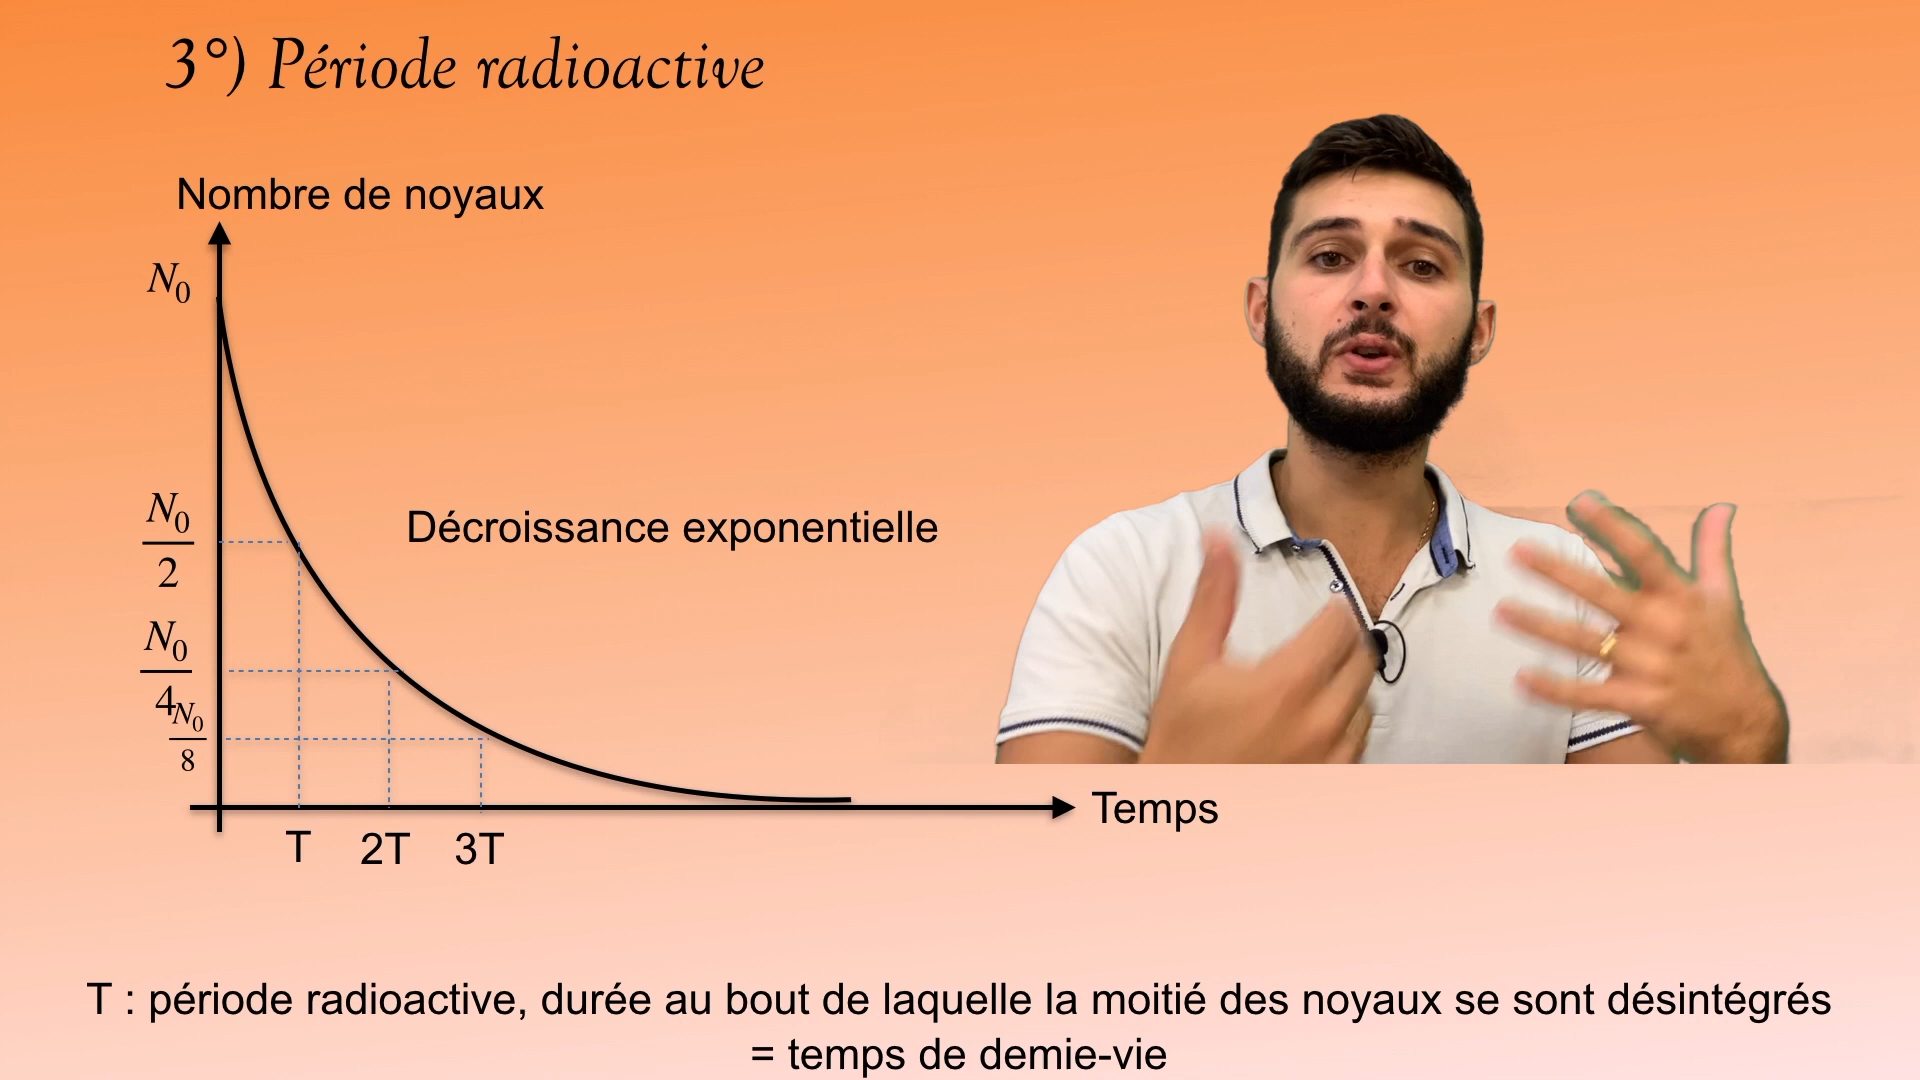 3°) Période radioactive
Nombre de noyaux
N0
N0
2
Décroissance exponentielle
N0
4
N0
8
Temps
T 2T 3T
T : période radioactive, durée au bout de laquelle la moitié des noyaux se sont désintégrés
= temps de demie-vie